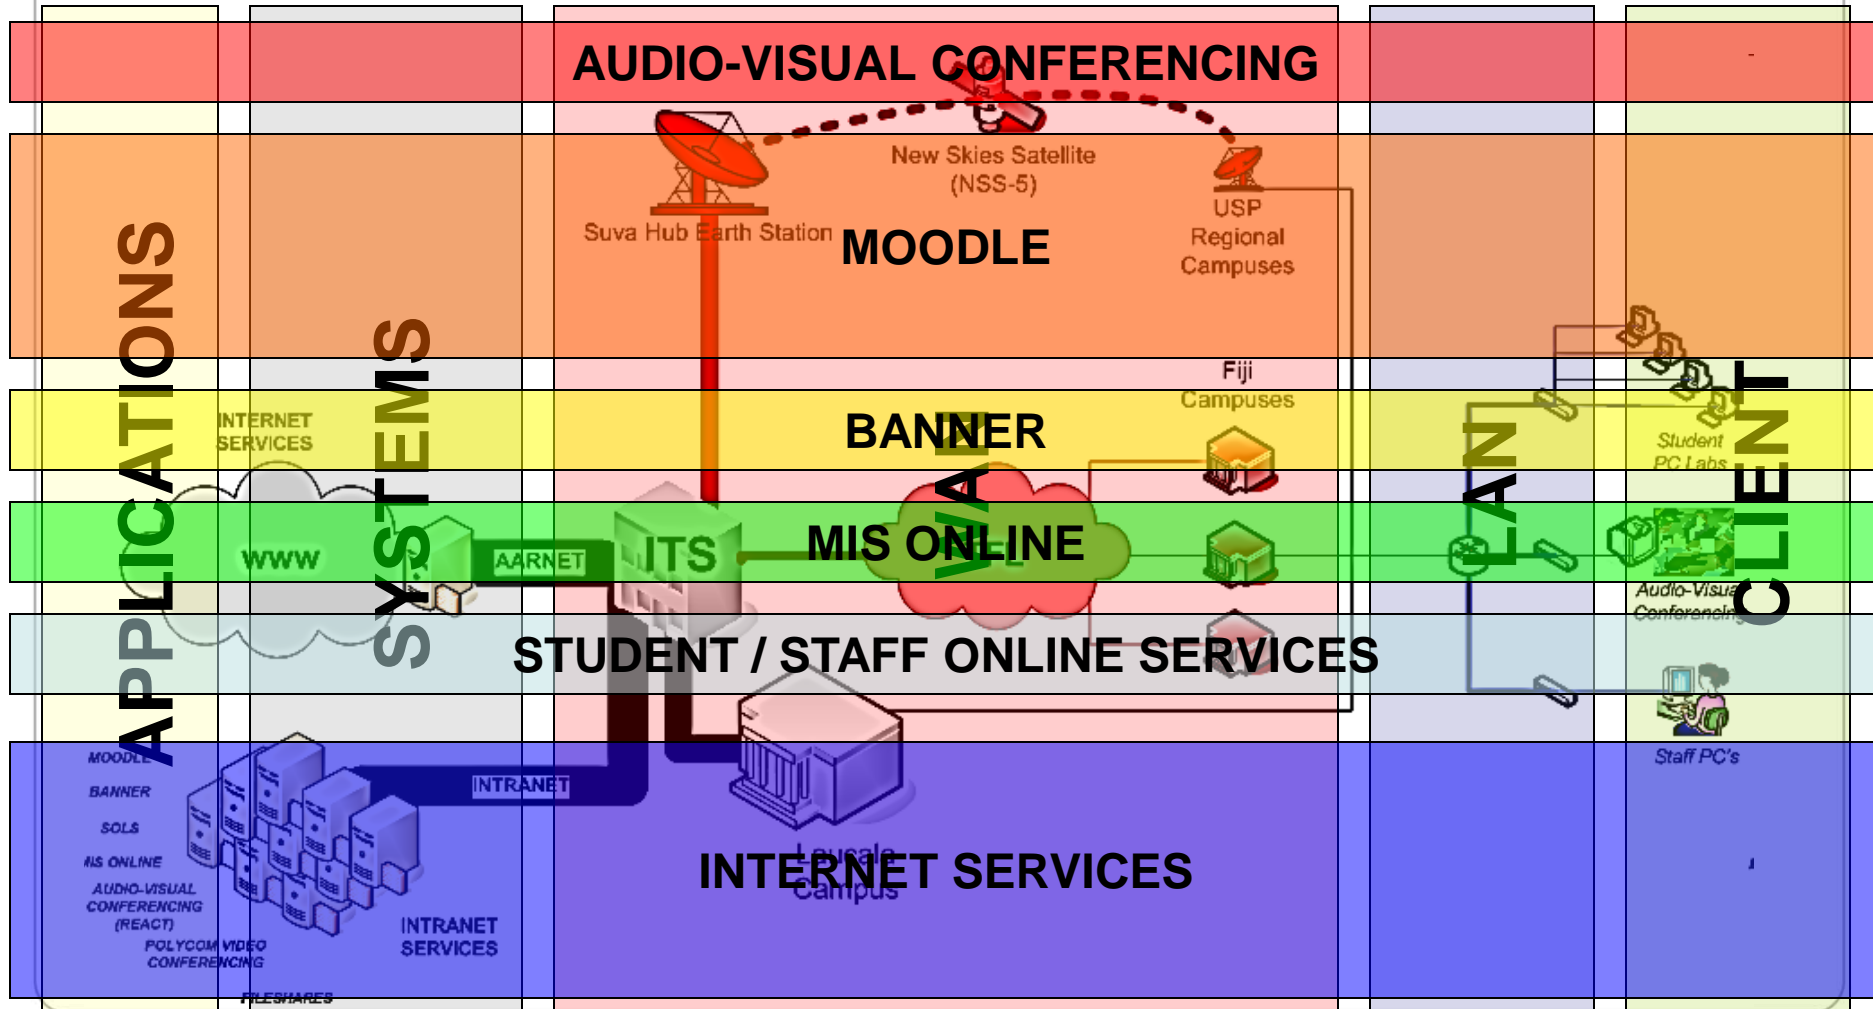 AUDIO-VISUAL CONFERENCING
New Skies Satellite
(NSS-5)
Suva Hub Earth Station
USP
Regional
Campuses
MOODLE
APPLICATIONS
SYSTEMS
WAN
LAN
CLIENT
Fiji
Campuses
BANNER
INTERNET
SERVICES
Student
PC Labs
WWW
AARNET
ITS
MIS ONLINE
Audio-Visual
Conferencing
STUDENT / STAFF ONLINE SERVICES
Staff PC's
MOODLE
BANNER
SOLS
MIS ONLINE
AUDIO-VISUAL
CONFERENCING
(REACT)
POLYCOM VIDEO
CONFERENCING
FILESHARES
INTRANET
INTRANET
SERVICES
Laucala
Campus
INTERNET SERVICES